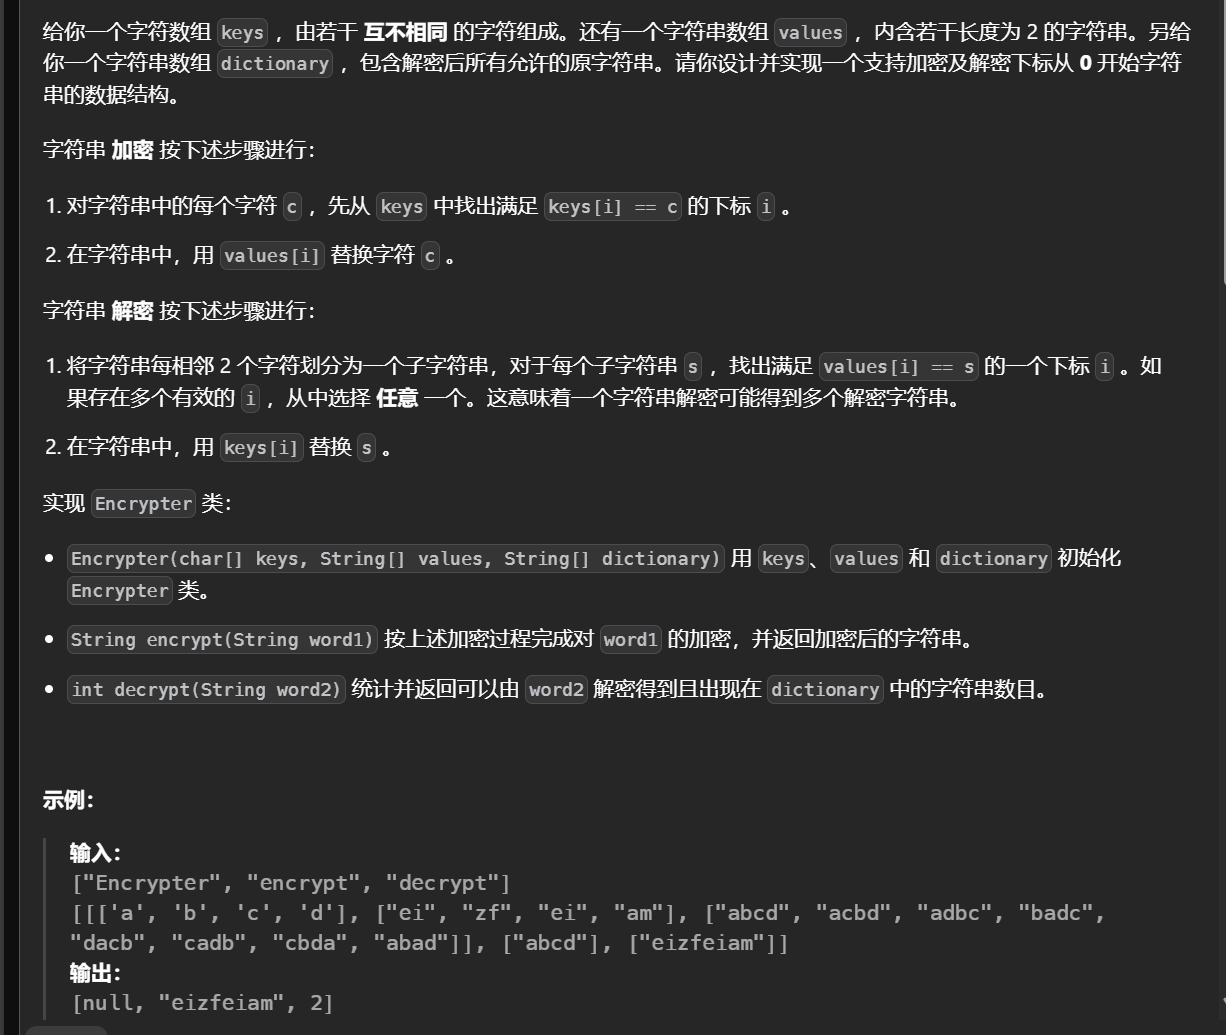 给你一个字符数组 keys ，由若干 互不相同 的字符组成。还有一个字符串数组 values ，内含若干长度为 2 的字符串。另给
你一个字符串数组 dictionary ，包含解密后所有允许的原字符串。请你设计并实现一个支持加密及解密下标从 0 开始字符
串的数据结构。
字符串 加密 按下述步骤进行：
1. 对字符串中的每个字符 c ，先从 keys 中找出满足 keys[i] == c 的下标 i 。
2. 在字符串中，用 values[i] 替换字符 c 。
字符串 解密 按下述步骤进行：
1. 将字符串每相邻 2 个字符划分为一个子字符串，对于每个子字符串 s ，找出满足 values[i] == s 的一个下标 i 。如
果存在多个有效的 i ，从中选择 任意 一个。这意味着一个字符串解密可能得到多个解密字符串。
2. 在字符串中，用 keys[i] 替换 s 。
实现 Encrypter 类：
• Encrypter(char[] keys, String[] values, String[] dictionary) 用 keys、values 和 dictionary 初始化
Encrypter 类。
• String encrypt(String word1) 按上述加密过程完成对 word1 的加密，并返回加密后的字符串。
• int decrypt(String word2) 统计并返回可以由 word2 解密得到且出现在 dictionary 中的字符串数目。
示例：
输入：
["Encrypter", "encrypt", "decrypt"]
[[['a', 'b', 'c', 'd'], ["ei", "zf", "ei", "am"], ["abcd", "acbd", "adbc", "badc",
"dacb", "cadb", "cbda", "abad"]], ["abcd"], ["eizfeiam"]]
输出：
[null, "eizfeiam", 2]